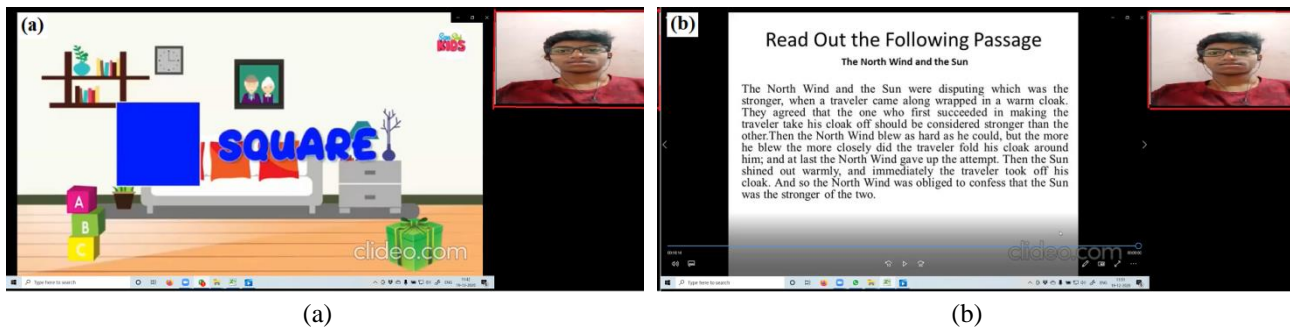 (a)
KIDS
SQUARE
A
B
C
clideo.com
Type here to search
ENG
(b)
Read Out the Following Passage
The North Wind and the Sun
The North Wind and the Sun were disputing which was the
stronger, when a traveler came along wrapped in a warm cloak.
They agreed that the one who first succeeded in making the
traveler take his cloak off should be considered stronger than the
other.Then the North Wind blew as hard as he could, but the more
he blew the more closely did the traveler fold his cloak around
him; and at last the North Wind gave up the attempt. Then the Sun
shined out warmly, and immediately the traveler took off his
cloak. And so the North Wind was obliged to confess that the Sun
was the stronger of the two.
clideo.com
Type here to search
ENG
(a)
(b)